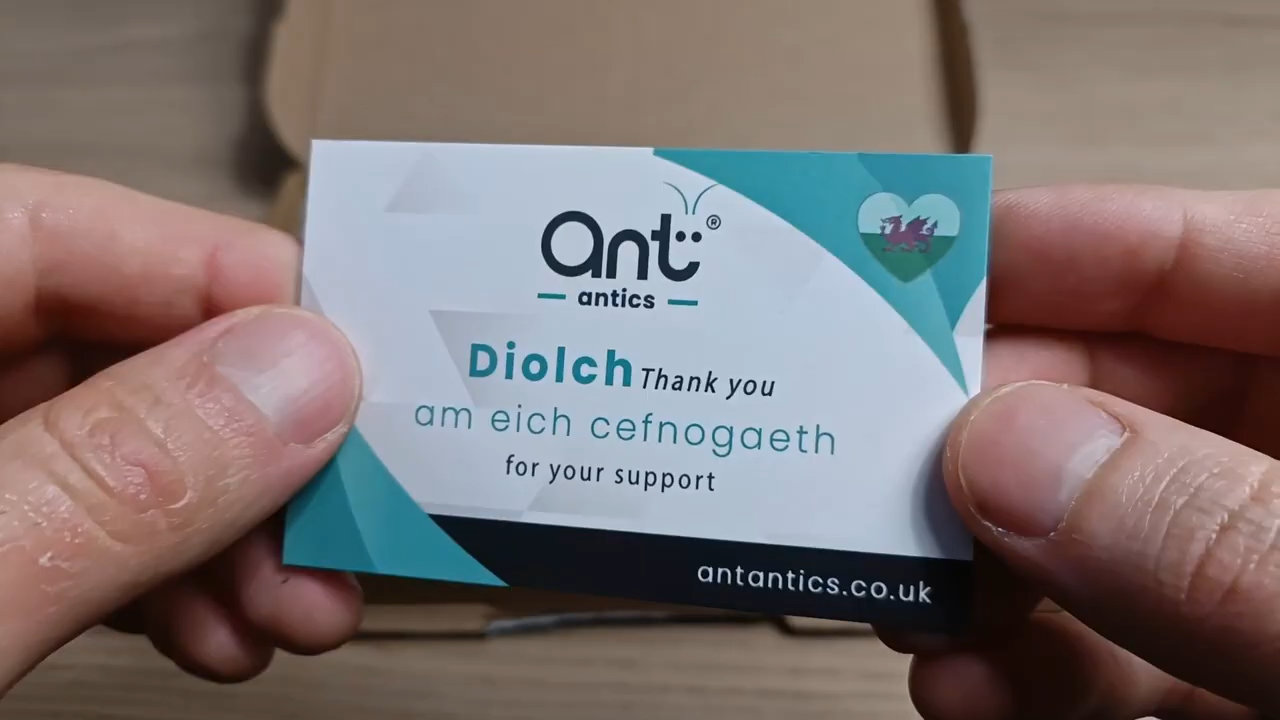 ant®
antics
Diolch Thank you
am eich cefnogaeth
for your support
antantics.co.uk